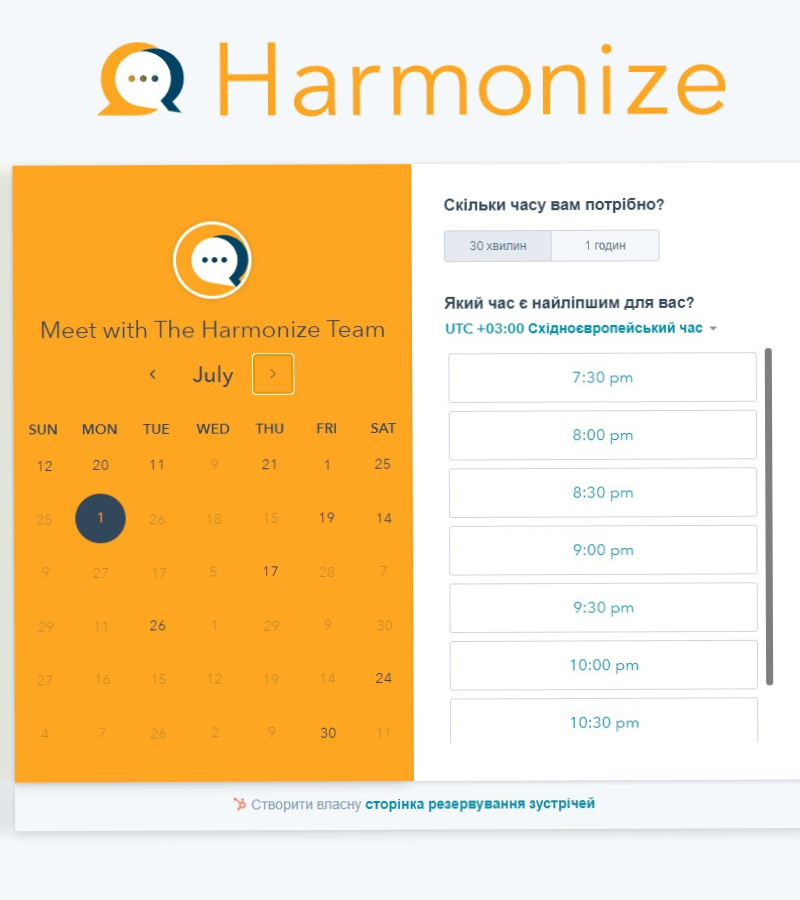 Harmonize
Meet with The Harmonize Team
July
SUN MON TUE WED THU FRI SAT
12 20 11 9 21 1 25
25 1 26 18 15 19 14
9 27 17 5 17 28 7
29 11 26 1 29 9 30
27 16 15 12 19 14 24
4 7 26 2 9 30 11
Скільки часу вам потрібно?
30 хвилин 1 годин
Який час є найліпшим для вас?
UTC +03:00 Східноєвропейський час
7:30 pm
8:00 pm
8:30 pm
9:00 pm
9:30 pm
10:00 pm
10:30 pm
Створити власну сторінка резервування зустрічей